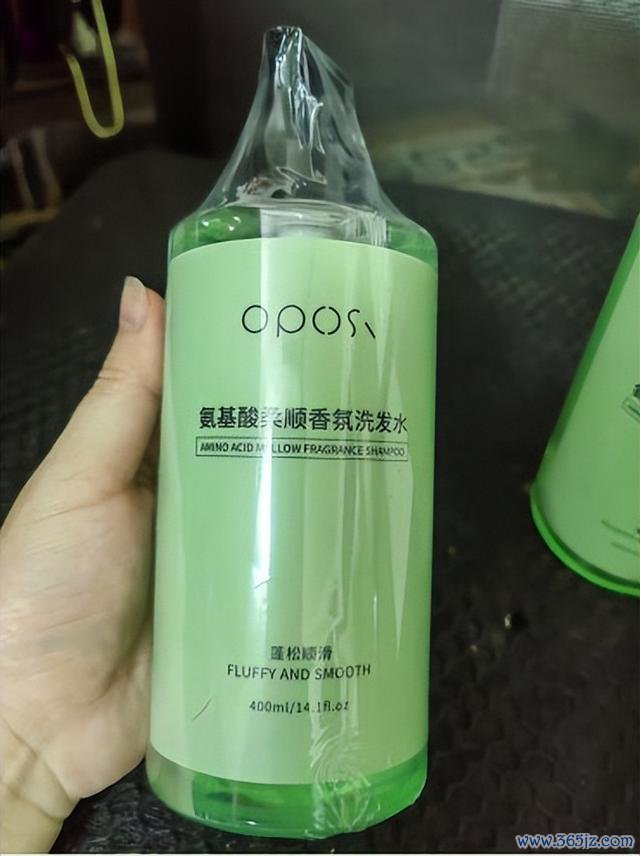 opos
氨基酸柔顺香氛洗发水
AMINO ACID MELLOW FRAGRANCE SHAMPOO
蓬松顺滑
FLUFFY AND SMOOTH
400ml/14.1fl.oz
www.365jz.com